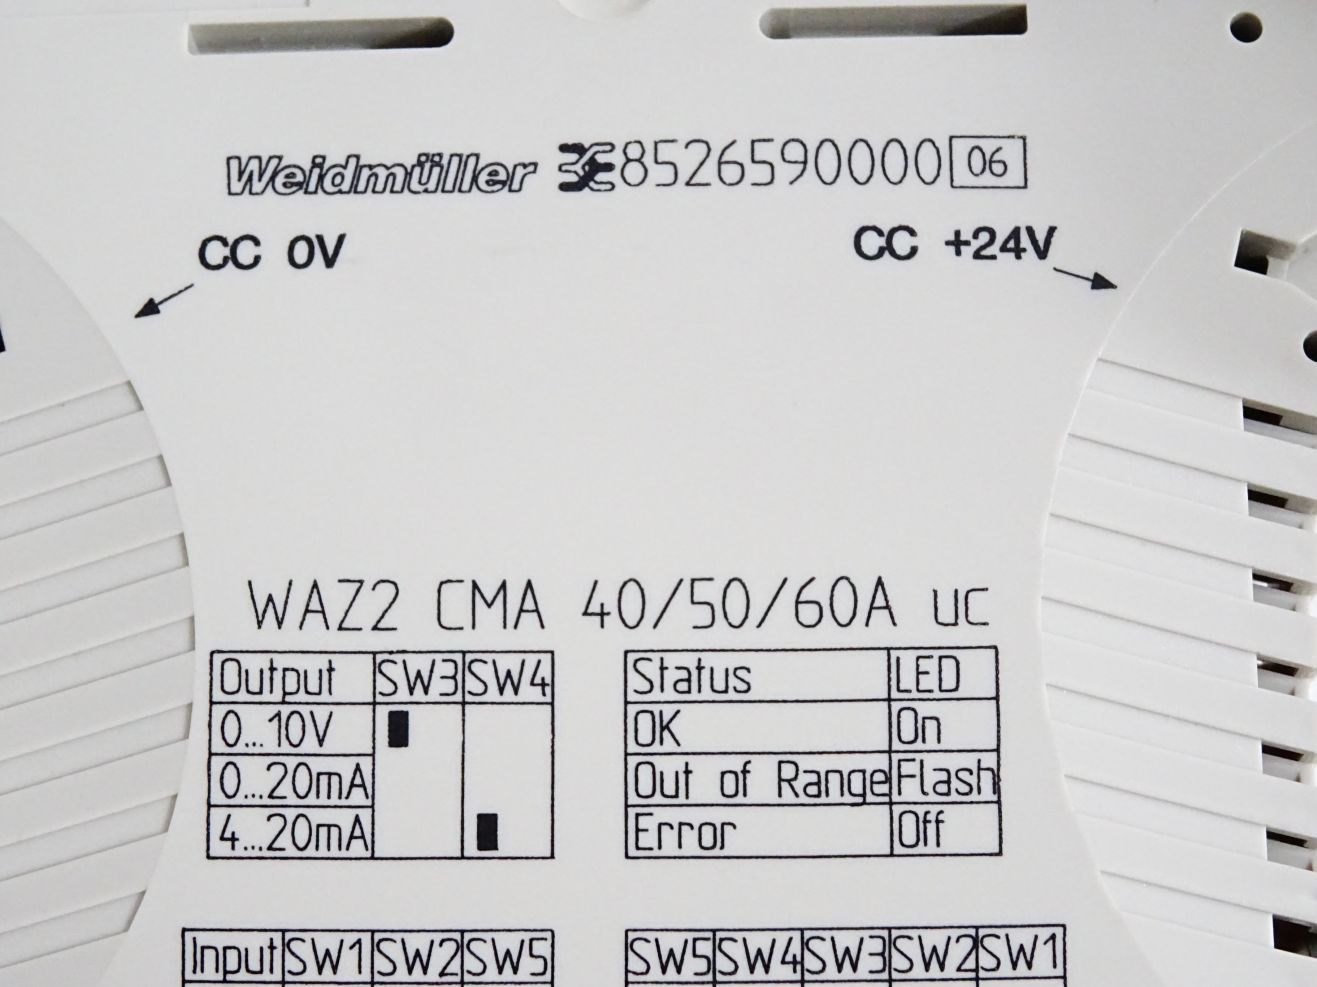 Weidmüller 8526590000 06
CC 0V
CC +24V
WAZ2 CMA 40/50/60A uc
Output SW3 SW4
0...10V
0...20mA
4...20mA
Status LED
OK On
Out of Range Flash
Error Off
Input SW1 SW2 SW5
SW5 SW4 SW3 SW2 SW1